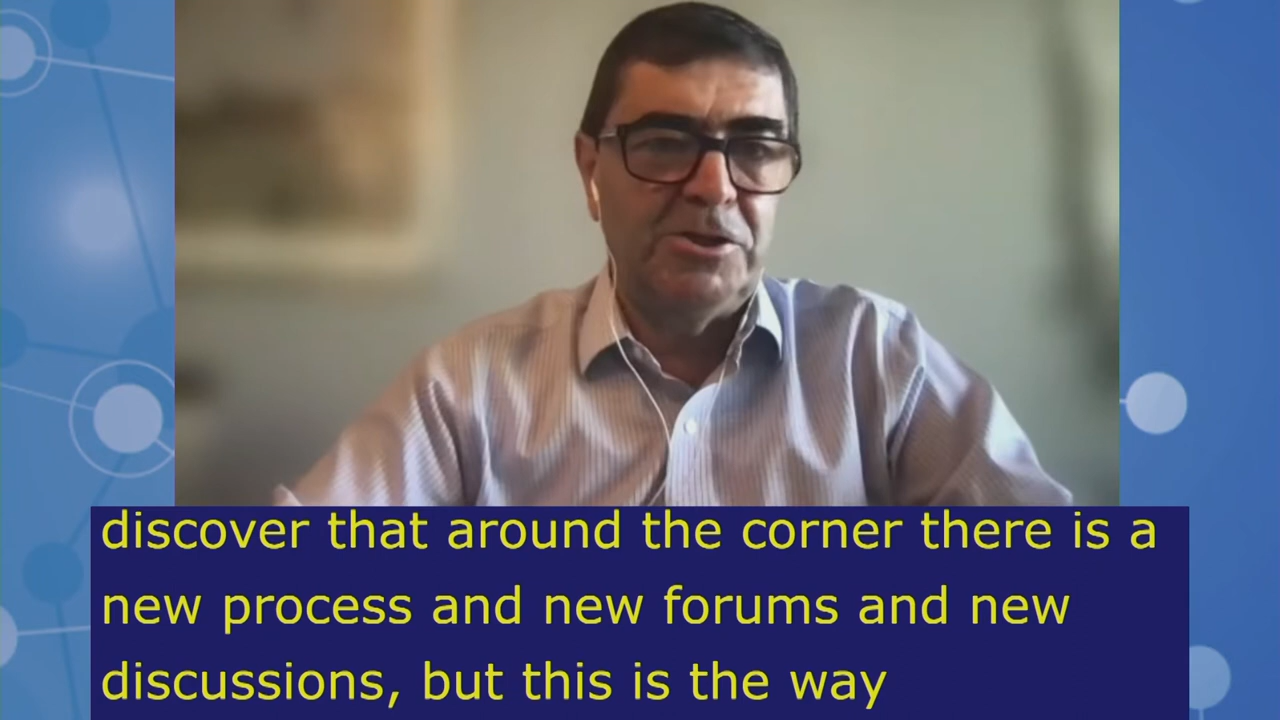 discover that around the corner there is a
new process and new forums and new
discussions, but this is the way